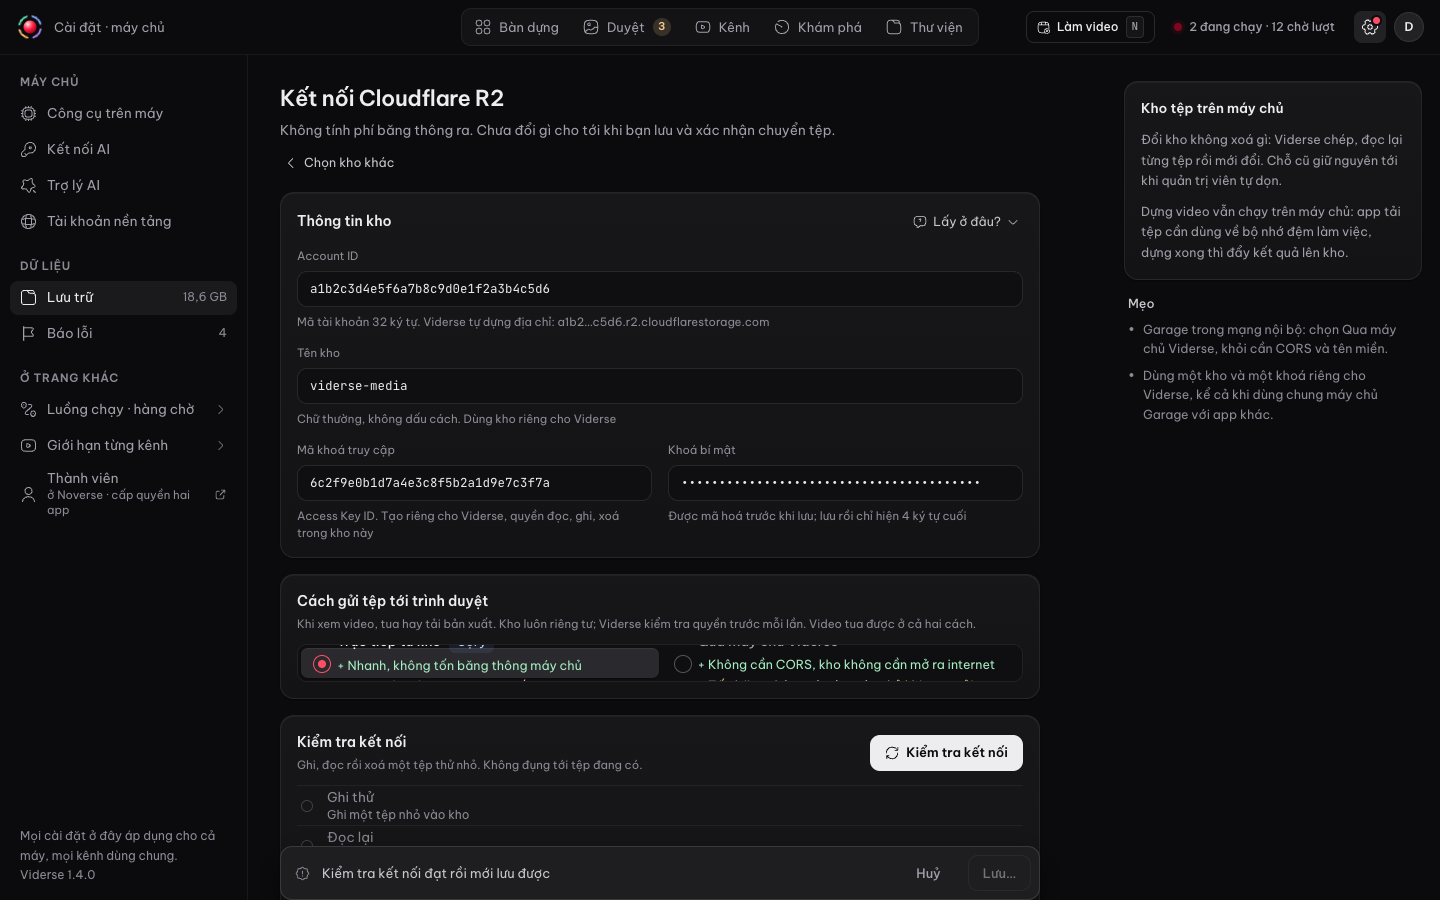 Cài đặt · máy chủ
Bàn dựng
Duyệt 3
Kênh
Khám phá
Thư viện
Làm video N
2 đang chạy · 12 chờ lượt
D
MÁY CHỦ
Công cụ trên máy
Kết nối AI
Trợ lý AI
Tài khoản nền tảng
DỮ LIỆU
Lưu trữ 18,6 GB
Báo lỗi 4
Ở TRANG KHÁC
Luồng chạy · hàng chờ
Giới hạn từng kênh
Thành viên
ở Noverse · cấp quyền hai
app
Mọi cài đặt ở đây áp dụng cho cả
máy, mọi kênh dùng chung.
Viderse 1.4.0
Kết nối Cloudflare R2
Không tính phí băng thông ra. Chưa đổi gì cho tới khi bạn lưu và xác nhận chuyển tệp.
Chọn kho khác
Thông tin kho
Lấy ở đâu?
Account ID
a1b2c3d4e5f6a7b8c9d0e1f2a3b4c5d6
Mã tài khoản 32 ký tự. Viderse tự dựng địa chỉ: a1b2…c5d6.r2.cloudflarestorage.com
Tên kho
viderse-media
Chữ thường, không dấu cách. Dùng kho riêng cho Viderse
Mã khoá truy cập
6c2f9e0b1d7a4e3c8f5b2a1d9e7c3f7a
Access Key ID. Tạo riêng cho Viderse, quyền đọc, ghi, xoá
trong kho này
Khoá bí mật
Được mã hoá trước khi lưu; lưu rồi chỉ hiện 4 ký tự cuối
Cách gửi tệp tới trình duyệt
Khi xem video, tua hay tải bản xuất. Kho luôn riêng tư; Viderse kiểm tra quyền trước mỗi lần. Video tua được ở cả hai cách.
+ Nhanh, không tốn băng thông máy chủ
+ Không cần CORS, kho không cần mở ra internet
Kiểm tra kết nối
Ghi, đọc rồi xoá một tệp thử nhỏ. Không đụng tới tệp đang có.
Kiểm tra kết nối
Ghi thử
Ghi một tệp nhỏ vào kho
Đọc lại
Kiểm tra kết nối đạt rồi mới lưu được
Huỷ
Lưu…
Kho tệp trên máy chủ
Đổi kho không xoá gì: Viderse chép, đọc lại
từng tệp rồi mới đổi. Chỗ cũ giữ nguyên tới
khi quản trị viên tự dọn.
Dựng video vẫn chạy trên máy chủ: app tải
tệp cần dùng về bộ nhớ đệm làm việc,
dựng xong thì đẩy kết quả lên kho.
Mẹo
• Garage trong mạng nội bộ: chọn Qua máy
chủ Viderse, khỏi cần CORS và tên miền.
• Dùng một kho và một khoá riêng cho
Viderse, kể cả khi dùng chung máy chủ
Garage với app khác.